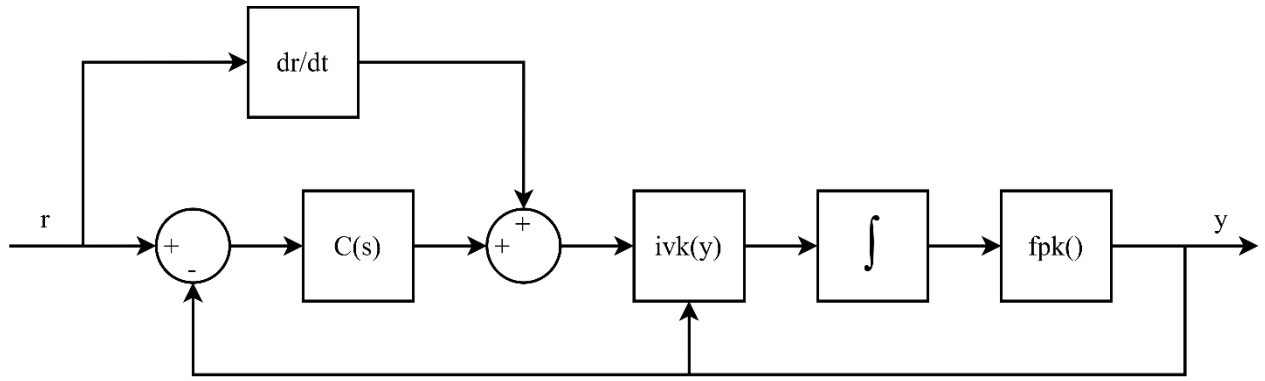 dr/dt
r
y
+
+
+
-
C(s)
ivk(y)
∫
fpk()